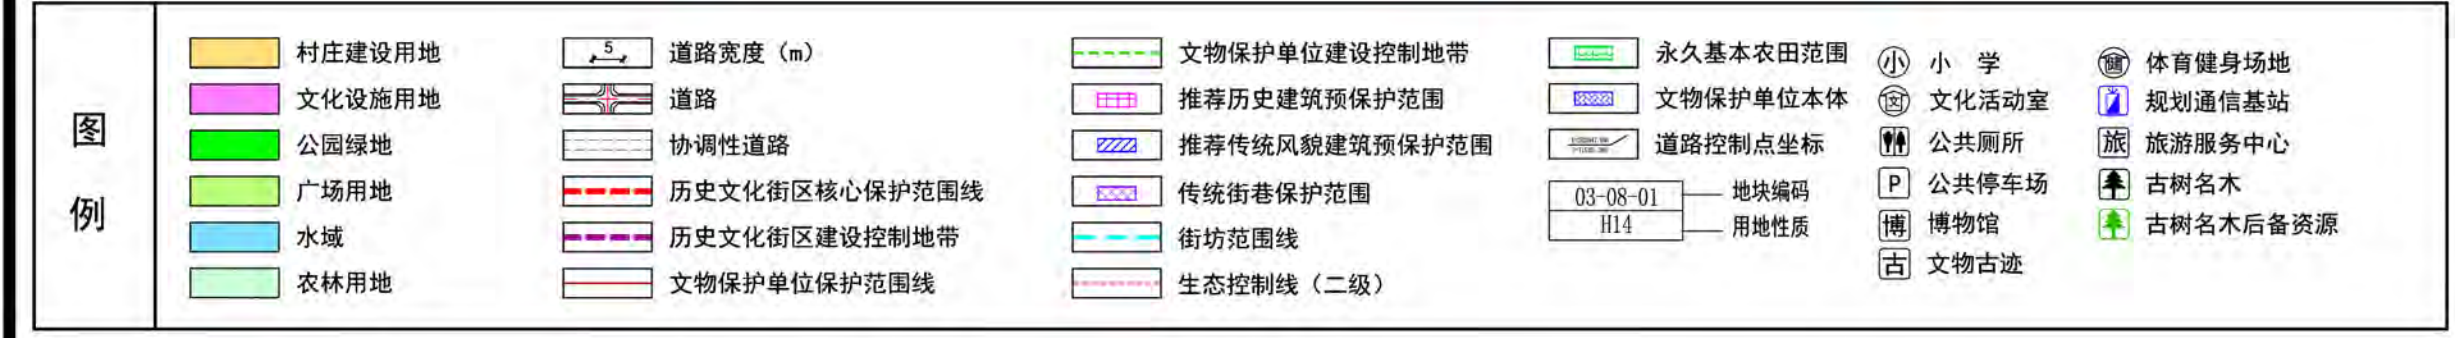 图例
村庄建设用地
文化设施用地
公园绿地
广场用地
水域
农林用地
5
道路宽度（m）
道路
协调性道路
历史文化街区核心保护范围线
历史文化街区建设控制地带
文物保护单位保护范围线
文物保护单位建设控制地带
推荐历史建筑预保护范围
推荐传统风貌建筑预保护范围
传统街巷保护范围
街坊范围线
生态控制线（二级）
永久基本农田范围
文物保护单位本体
道路控制点坐标
03-08-01 地块编码
H14 用地性质
小 小 学
文 文化活动室
公共厕所
P 公共停车场
博 博物馆
古 文物古迹
健 体育健身场地
规划通信基站
旅 旅游服务中心
古树名木
古树名木后备资源